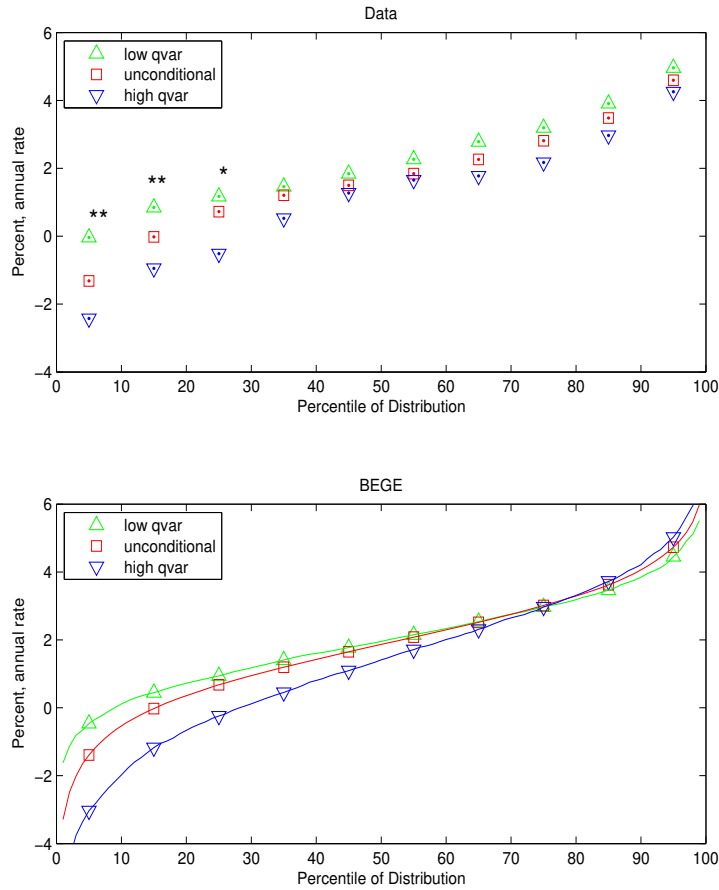 Data
low qvar
unconditional
high qvar
** ** *
6
4
2
0
−2
−4
Percent, annual rate
0 10 20 30 40 50 60 70 80 90 100
Percentile of Distribution
BEGE
low qvar
unconditional
high qvar
6
4
2
0
−2
−4
Percent, annual rate
0 10 20 30 40 50 60 70 80 90 100
Percentile of Distribution